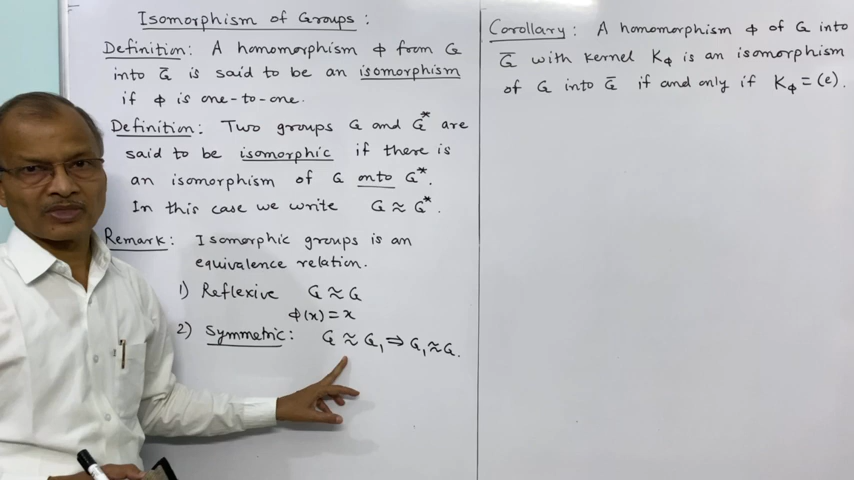 Isomorphism of Groups:
Definition: A homomorphism ϕ from G
into G̅ is said to be an isomorphism
if ϕ is one-to-one.
Definition: Two groups G and G* are
said to be isomorphic if there is
an isomorphism of G onto G*.
In this case we write G ≈ G*
Remark: Isomorphic groups is an
equivalence relation.
1) Reflexive G ≈ G
ϕ(x) = x
2) Symmetric: G ≈ G₁ ⇒ G₁ ≈ G.
Corollary: A homomorphism ϕ of G into
G̅ with kernel Kϕ is an isomorphism
of G into G̅ if and only if Kϕ = (e).